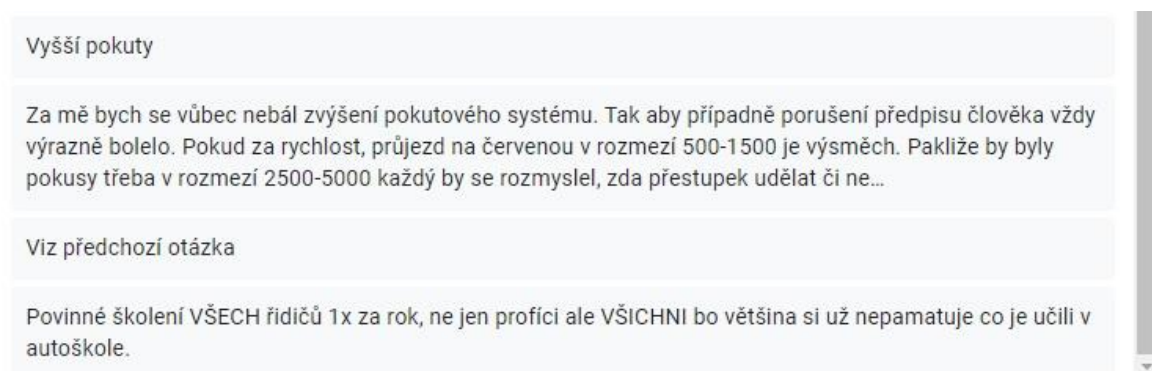 Vyšší pokuty
Za mě bych se vůbec nebál zvýšení pokutového systému. Tak aby případně porušení předpisu člověka vždy
výrazně bolelo. Pokud za rychlost, průjezd na červenou v rozmezí 500-1500 je výsměch. Pakliže by byly
pokusy třeba v rozmezí 2500-5000 každý by se rozmyslel, zda přestupek udělat či ne…
Viz předchozí otázka
Povinné školení VŠECH řidičů 1x za rok, ne jen profíci ale VŠICHNI bo většina si už nepamatuje co je učili v
autoškole.